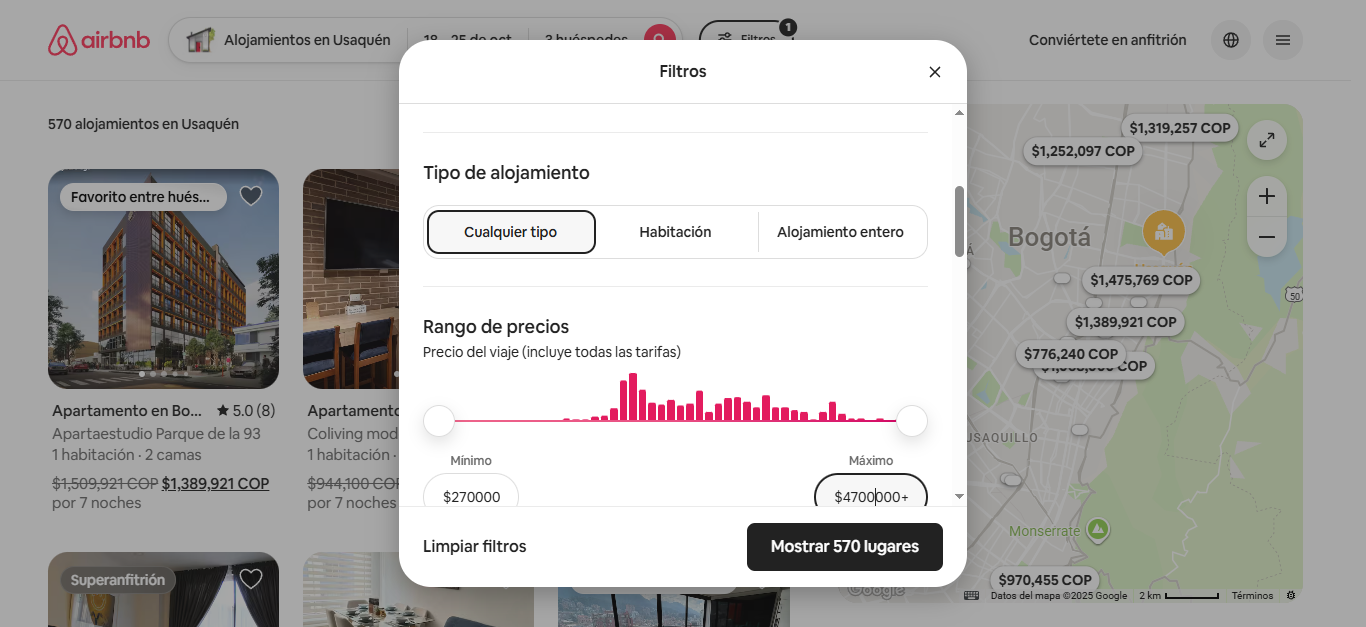 airbnb
Alojamientos en Usaquén
18 – 25 de oct
3 huéspedes
Filtros
1
Conviértete en anfitrión
Filtros
570 alojamientos en Usaquén
Favorito entre hués...
Apartamento en Bo... ★ 5.0 (8)
Apartaestudio Parque de la 93
1 habitación · 2 camas
$1,509,921 COP $1,389,921 COP
por 7 noches
Apartament
Coliving mod
1 habitación ·
$944,100 COP
por 7 noches
Superanfitrión
Tipo de alojamiento
Cualquier tipo
Habitación
Alojamiento entero
Rango de precios
Precio del viaje (incluye todas las tarifas)
Mínimo
Máximo
$270000
$4700000+
Limpiar filtros
Mostrar 570 lugares
$1,319,257 COP
$1,252,097 COP
Bogotá
$1,475,769 COP
50
$1,389,921 COP
$776,240 COP
COP
USAQUILLO
Monserrate
$970,455 COP
Google
Datos del mapa ©2025 Google
2 km
Términos